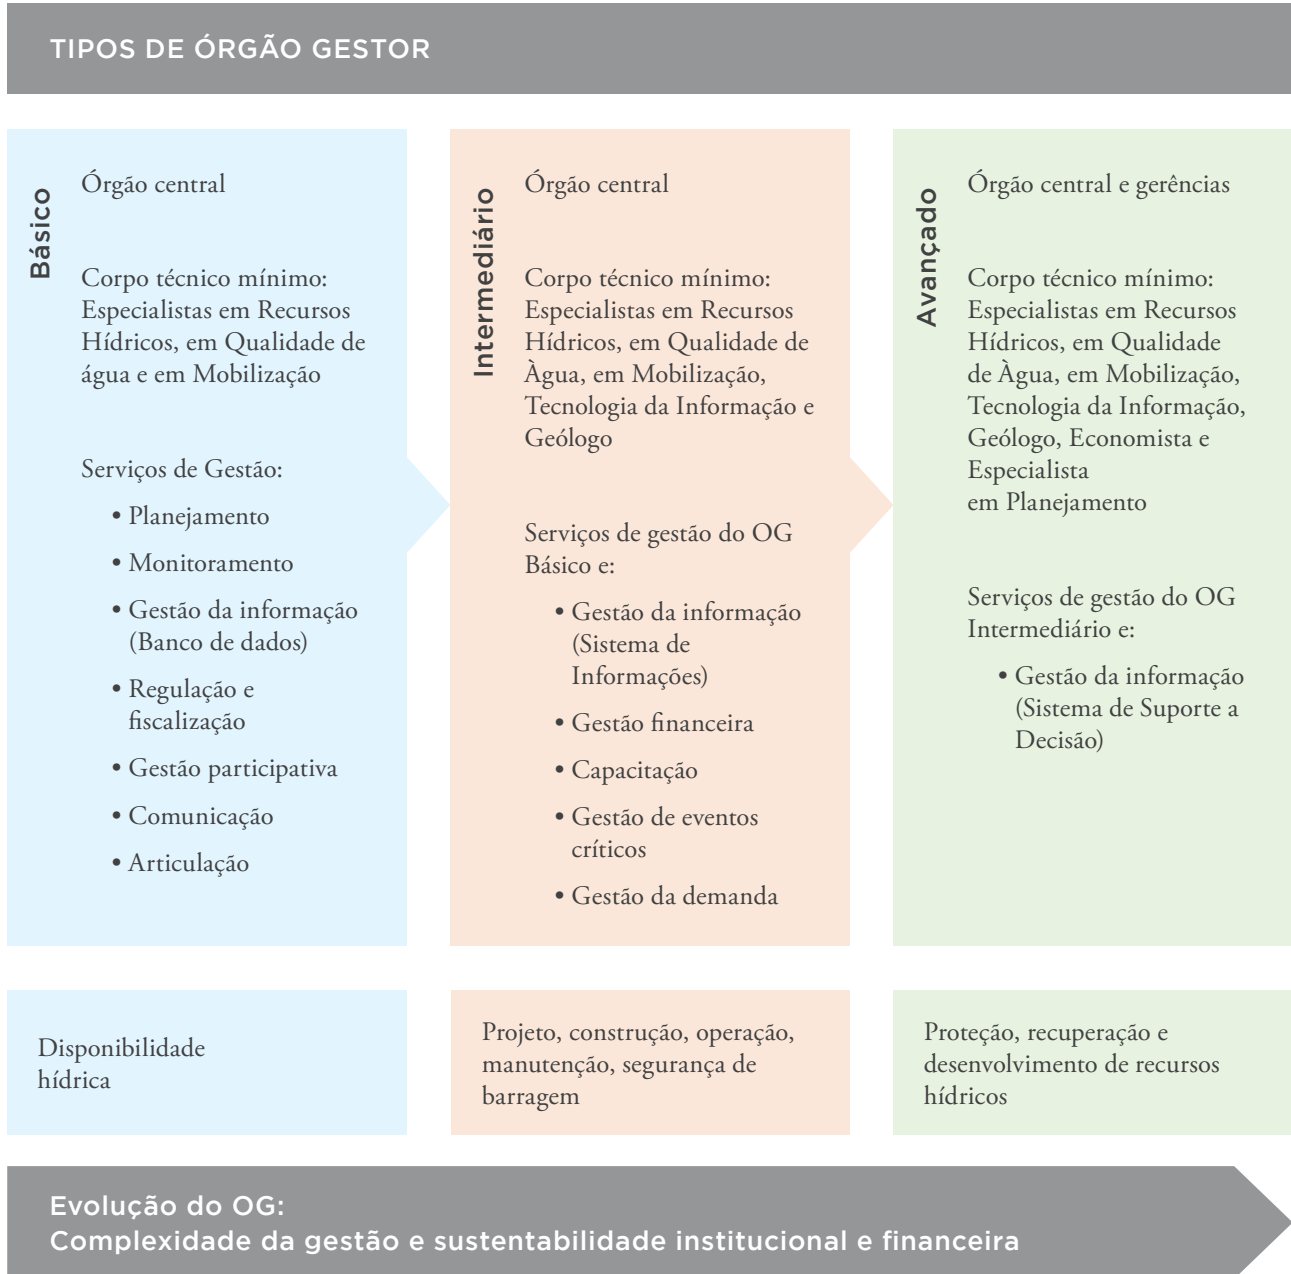 TIPOS DE ÓRGÃO GESTOR
Básico
Órgão central
Corpo técnico mínimo:
Especialistas em Recursos
Hídricos, em Qualidade de
água e em Mobilização
Serviços de Gestão:
• Planejamento
• Monitoramento
• Gestão da informação
(Banco de dados)
• Regulação e
fiscalização
• Gestão participativa
• Comunicação
• Articulação
Intermediário
Órgão central
Corpo técnico mínimo:
Especialistas em Recursos
Hídricos, em Qualidade de
Àgua, em Mobilização,
Tecnologia da Informação e
Geólogo
Serviços de gestão do OG
Básico e:
• Gestão da informação
(Sistema de
Informações)
• Gestão financeira
• Capacitação
• Gestão de eventos
críticos
• Gestão da demanda
Avançado
Órgão central e gerências
Corpo técnico mínimo:
Especialistas em Recursos
Hídricos, em Qualidade
de Àgua, em Mobilização,
Tecnologia da Informação,
Geólogo, Economista e
Especialista
em Planejamento
Serviços de gestão do OG
Intermediário e:
• Gestão da informação
(Sistema de Suporte a
Decisão)
Disponibilidade
hídrica
Projeto, construção, operação,
manutenção, segurança de
barragem
Proteção, recuperação e
desenvolvimento de recursos
hídricos
Evolução do OG:
Complexidade da gestão e sustentabilidade institucional e financeira